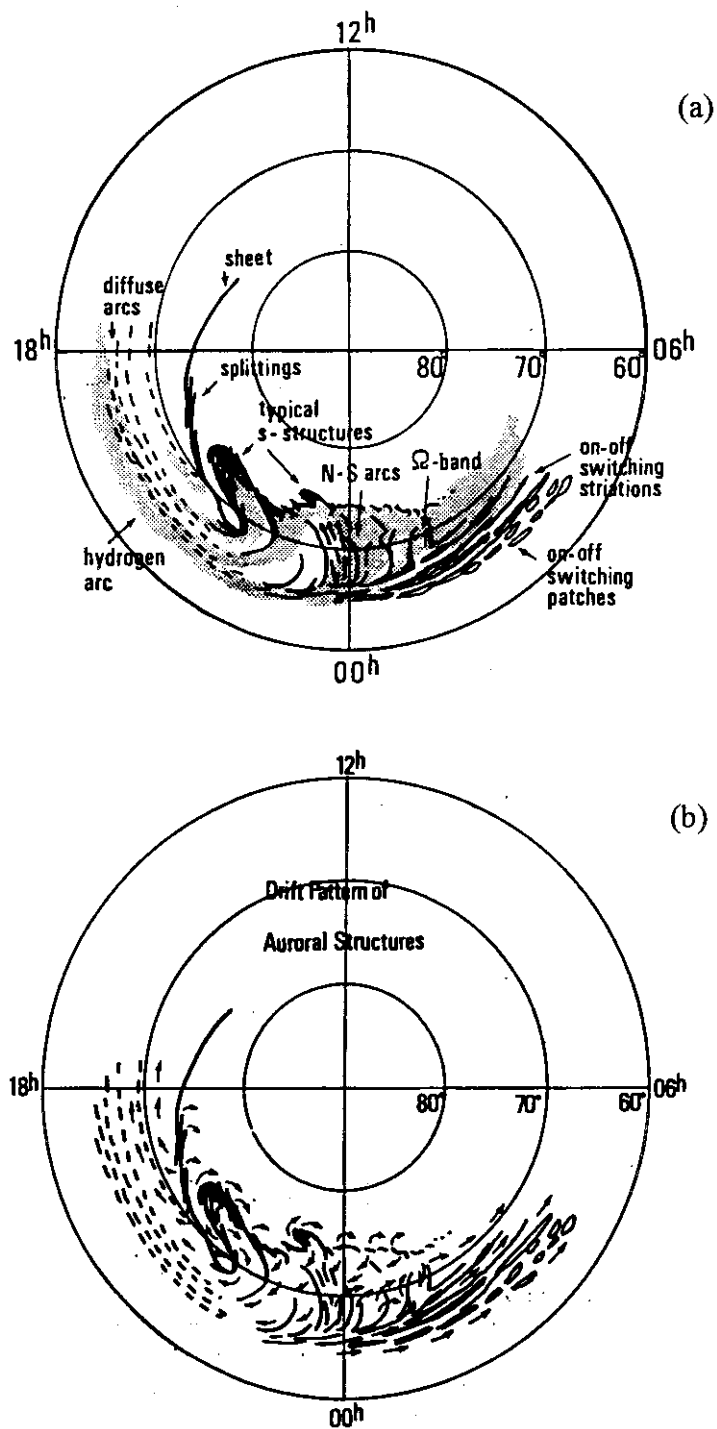 12h
(a)
sheet
diffuse
arcs
18h
80°
70°
60°
06h
splittings
typical
s-structures
N-S arcs
Ω-band
on-off
switching
striations
hydrogen
arc
on-off
switching
patches
00h
12h
(b)
Drift Pattern of
Auroral Structures
18h
80°
70°
60°
06h
00h